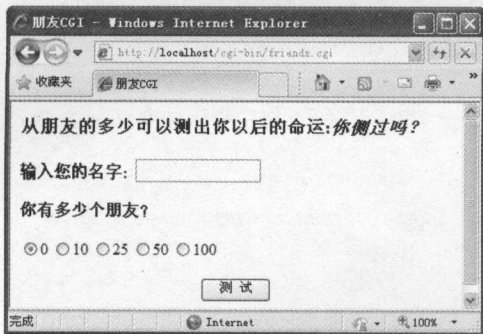 朋友CGI - Windows Internet Explorer
http://localhost/cgi-bin/friends.cgi
收藏夹 朋友CGI
从朋友的多少可以测出你以后的命运:你侧过吗?
输入您的名字:
你有多少个朋友?
0 10 25 50 100
测 试
完成 Internet 100%